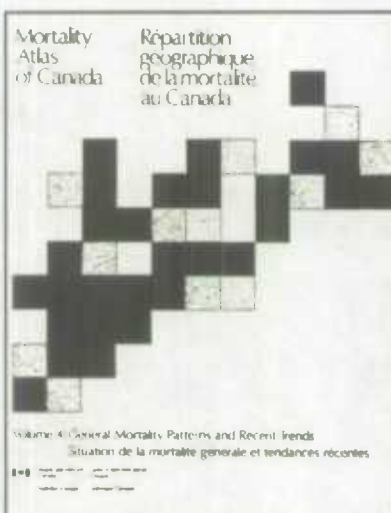 Mortality
Atlas
of Canada
Répartition
géographique
de la mortalité
au Canada
Volume 4: General Mortality Patterns and Recent Trends
Situation de la mortalité générale et tendances récentes